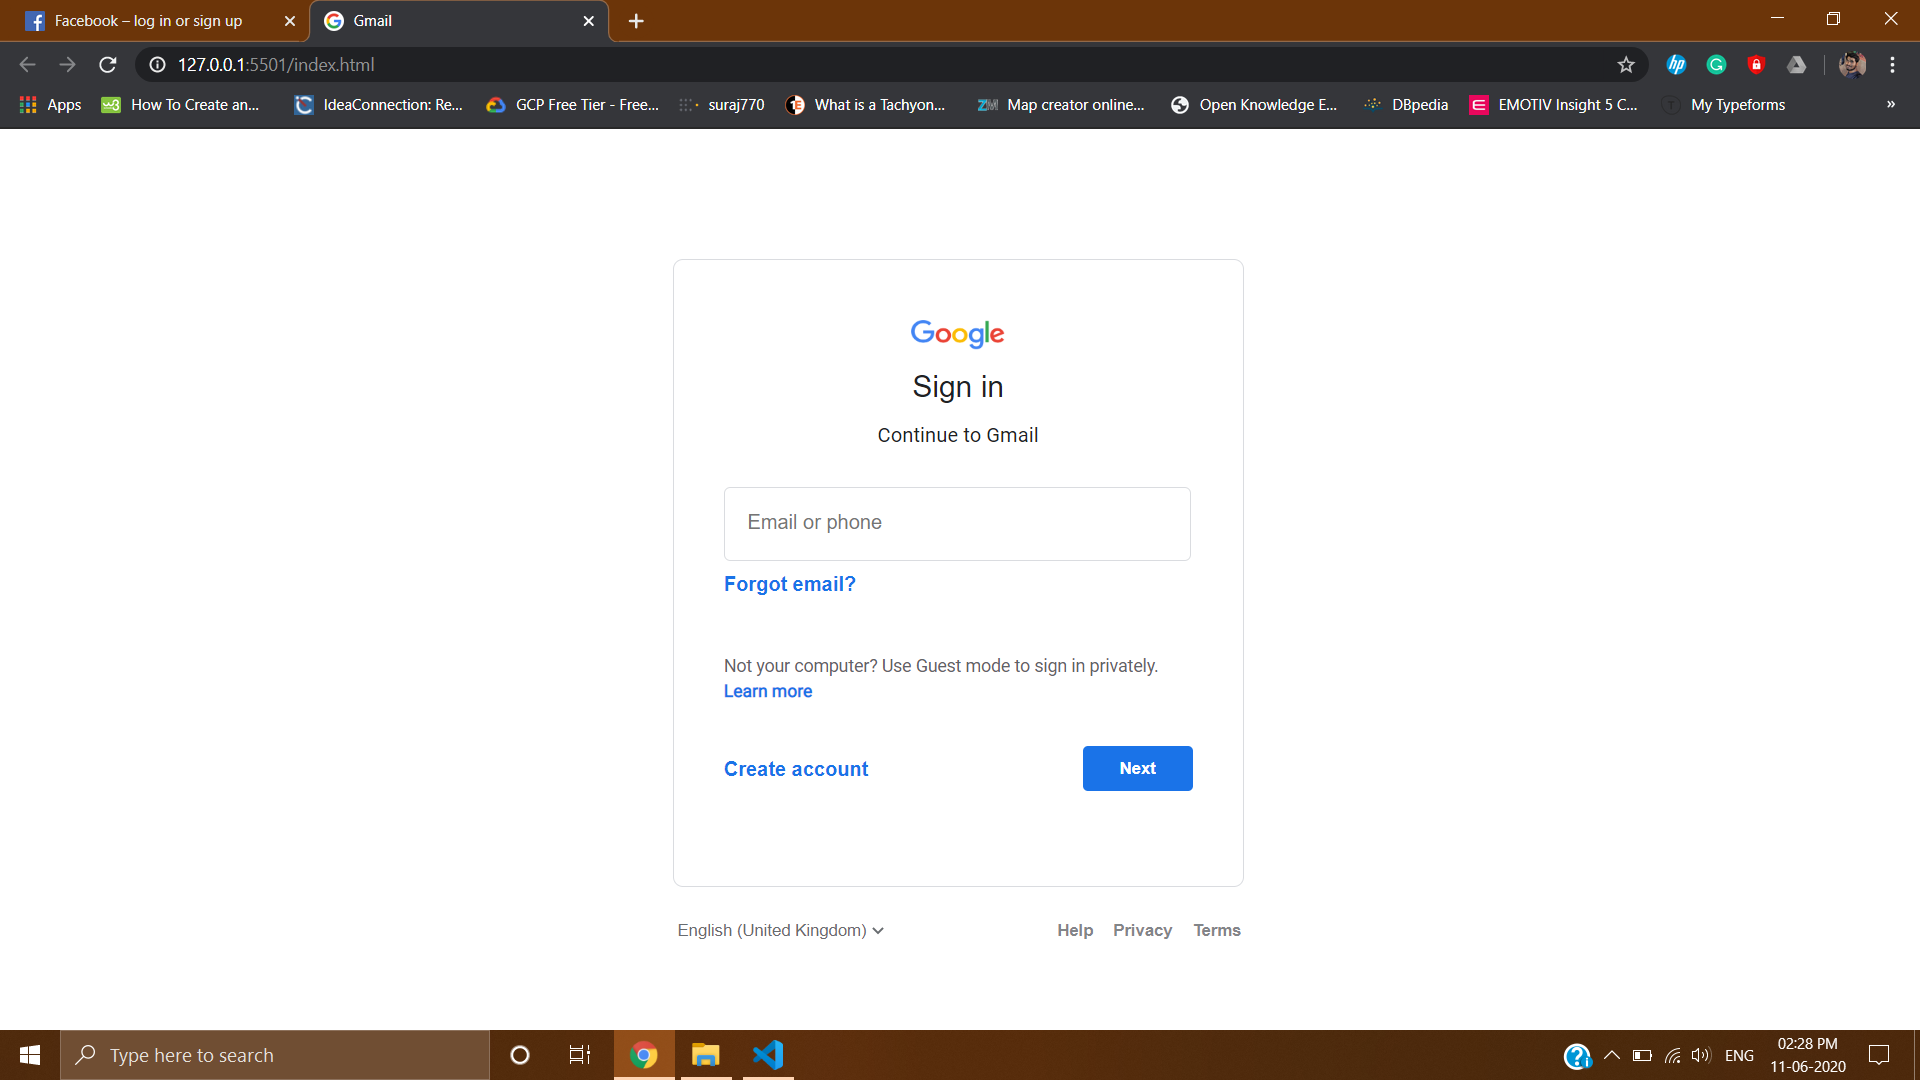 Facebook – log in or sign up
Gmail
127.0.0.1:5501/index.html
Apps
How To Create an...
IdeaConnection: Re...
GCP Free Tier - Free...
suraj770
What is a Tachyon...
Map creator online...
Open Knowledge E...
DBpedia
EMOTIV Insight 5 C...
My Typeforms
»
Google
Sign in
Continue to Gmail
Email or phone
Forgot email?
Not your computer? Use Guest mode to sign in privately.
Learn more
Create account
Next
English (United Kingdom)
Help Privacy Terms
Type here to search
ENG
02:28 PM
11-06-2020